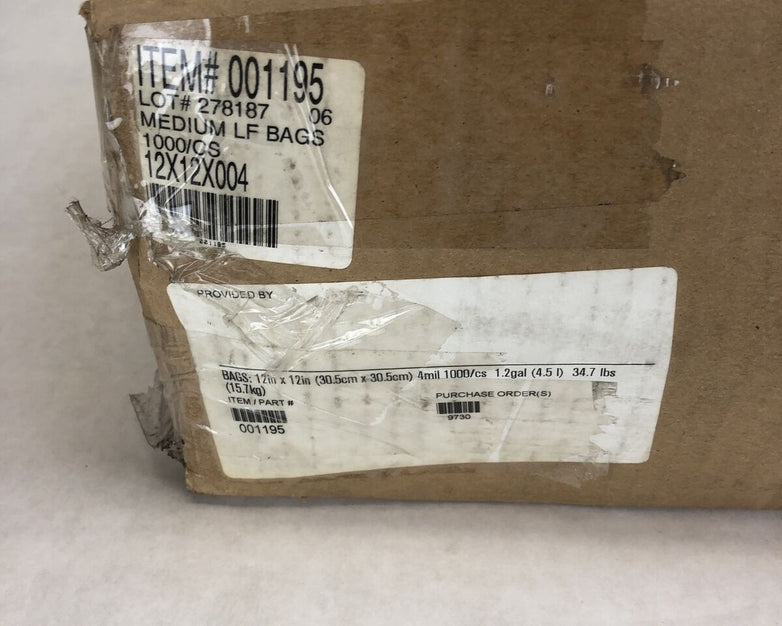 ITEM# 001195
LOT# 278187 06
MEDIUM LF BAGS
1000/CS
12X12X004
PROVIDED BY
BAGS: 12in x 12in (30.5cm x 30.5cm) 4mil 1000/cs 1.2gal (4.5 l) 34.7 lbs
(15.7kg)
ITEM / PART #
PURCHASE ORDER(S)
001195
9730